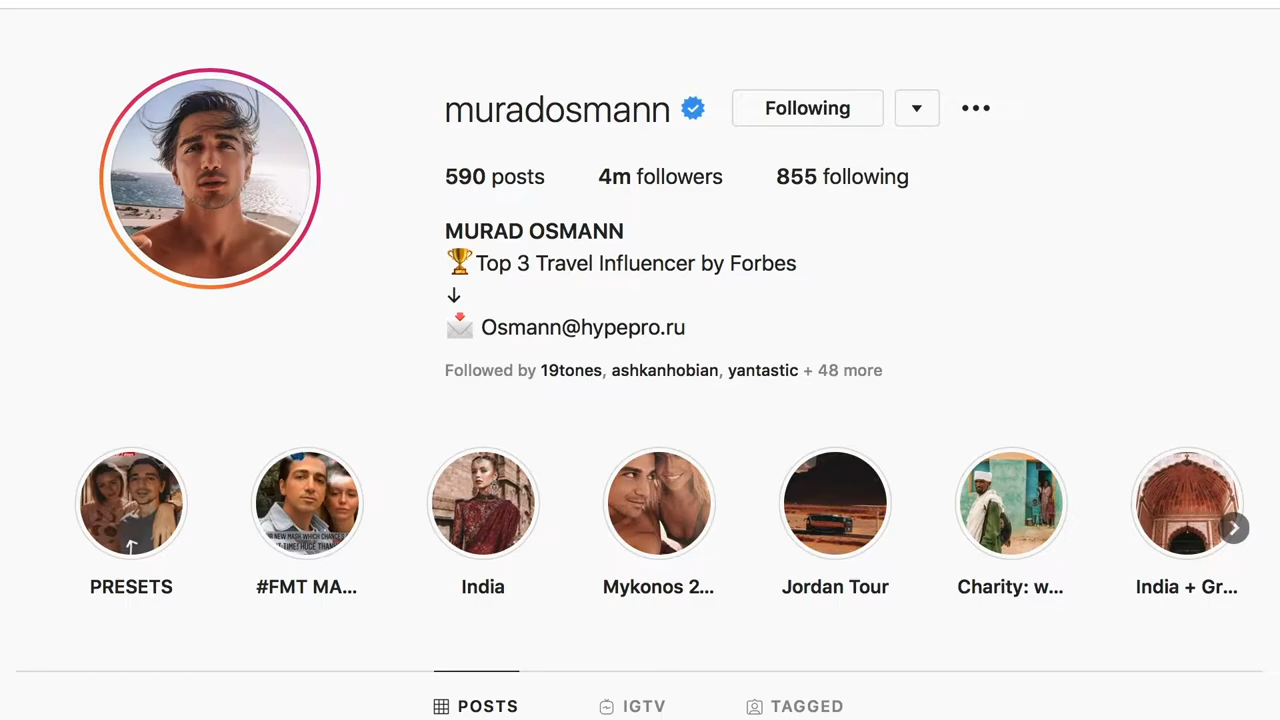 muradosmann
Following
590 posts 4m followers 855 following
MURAD OSMANN
🏆Top 3 Travel Influencer by Forbes
↓
📩 Osmann@hypepro.ru
Followed by 19tones, ashkanhobian, yantastic + 48 more
PRESETS #FMT MA... India Mykonos 2... Jordan Tour Charity: w... India + Gr...
POSTS IGTV TAGGED